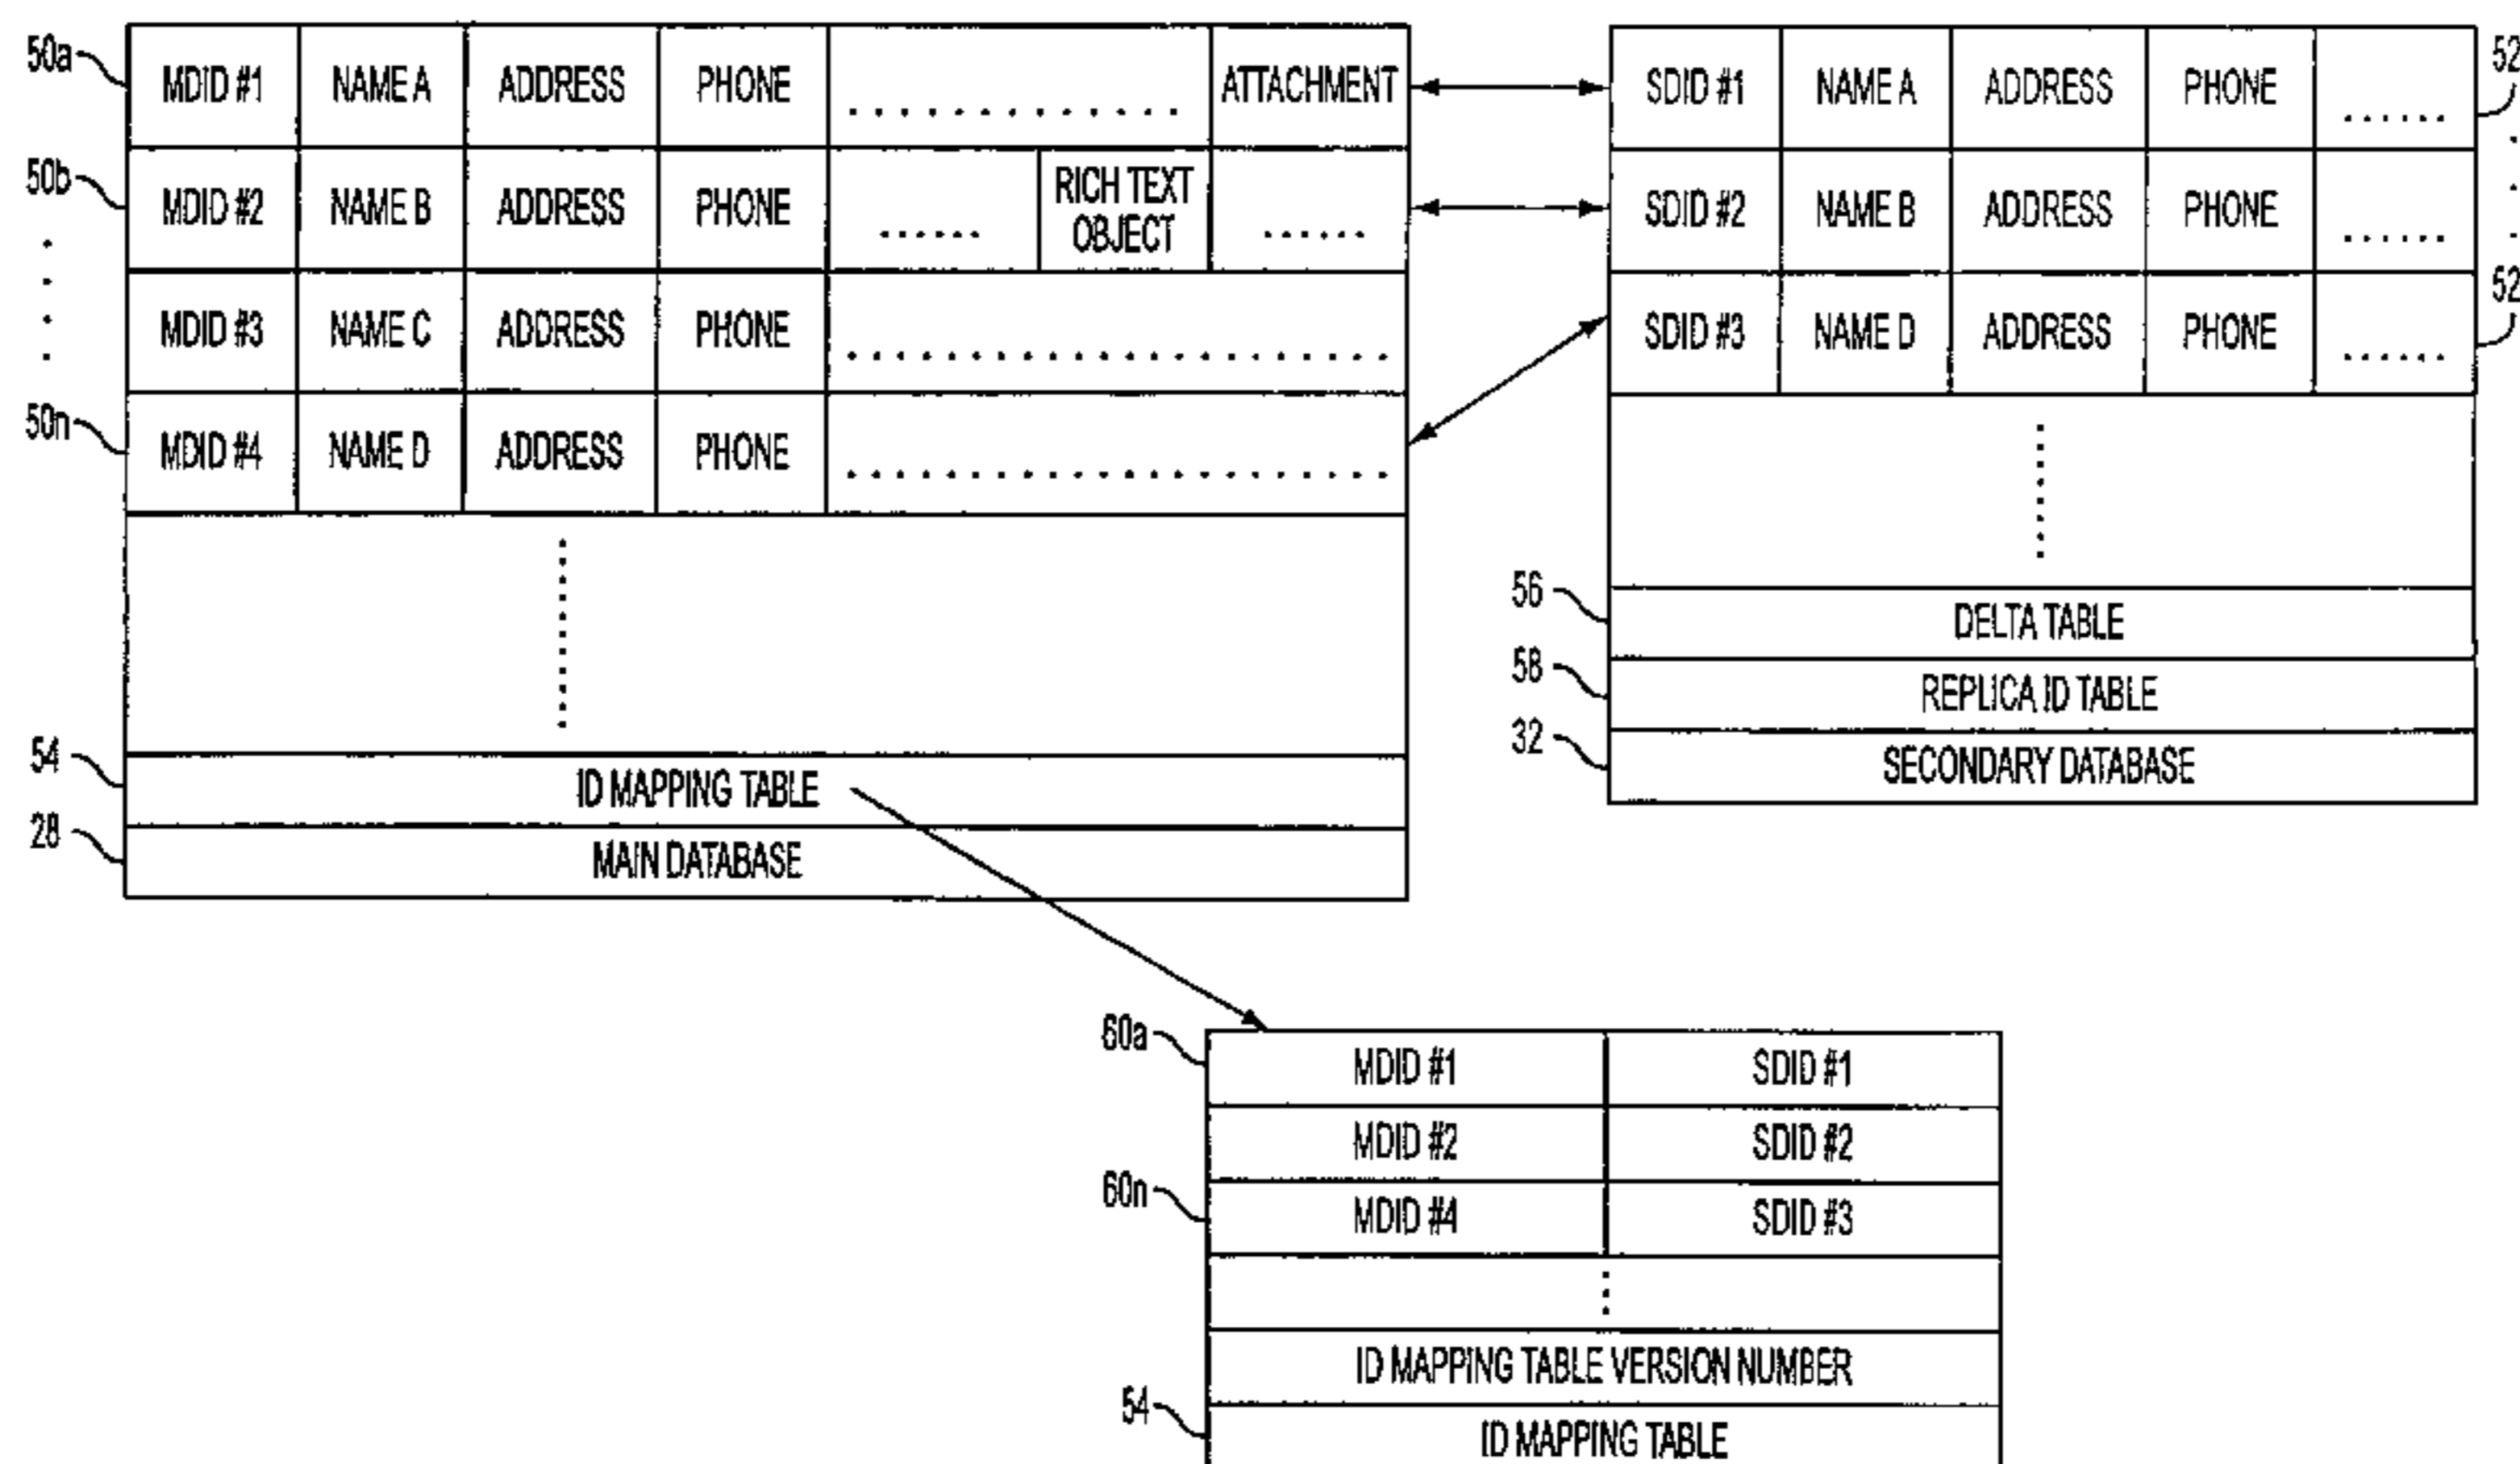 50a MDID #1 NAME A ADDRESS PHONE ............. ATTACHMENT
50b MDID #2 NAME B ADDRESS PHONE ...... RICH TEXT OBJECT ......
MDID #3 NAME C ADDRESS PHONE ......................
50n MDID #4 NAME D ADDRESS PHONE ......................
54 ID MAPPING TABLE
28 MAIN DATABASE
SDID #1 NAME A ADDRESS PHONE ...... 52
SDID #2 NAME B ADDRESS PHONE ......
SDID #3 NAME D ADDRESS PHONE ...... 52
56 DELTA TABLE
58 REPLICA ID TABLE
32 SECONDARY DATABASE
60a MDID #1 SDID #1
MDID #2 SDID #2
60n MDID #4 SDID #3
ID MAPPING TABLE VERSION NUMBER
54 ID MAPPING TABLE